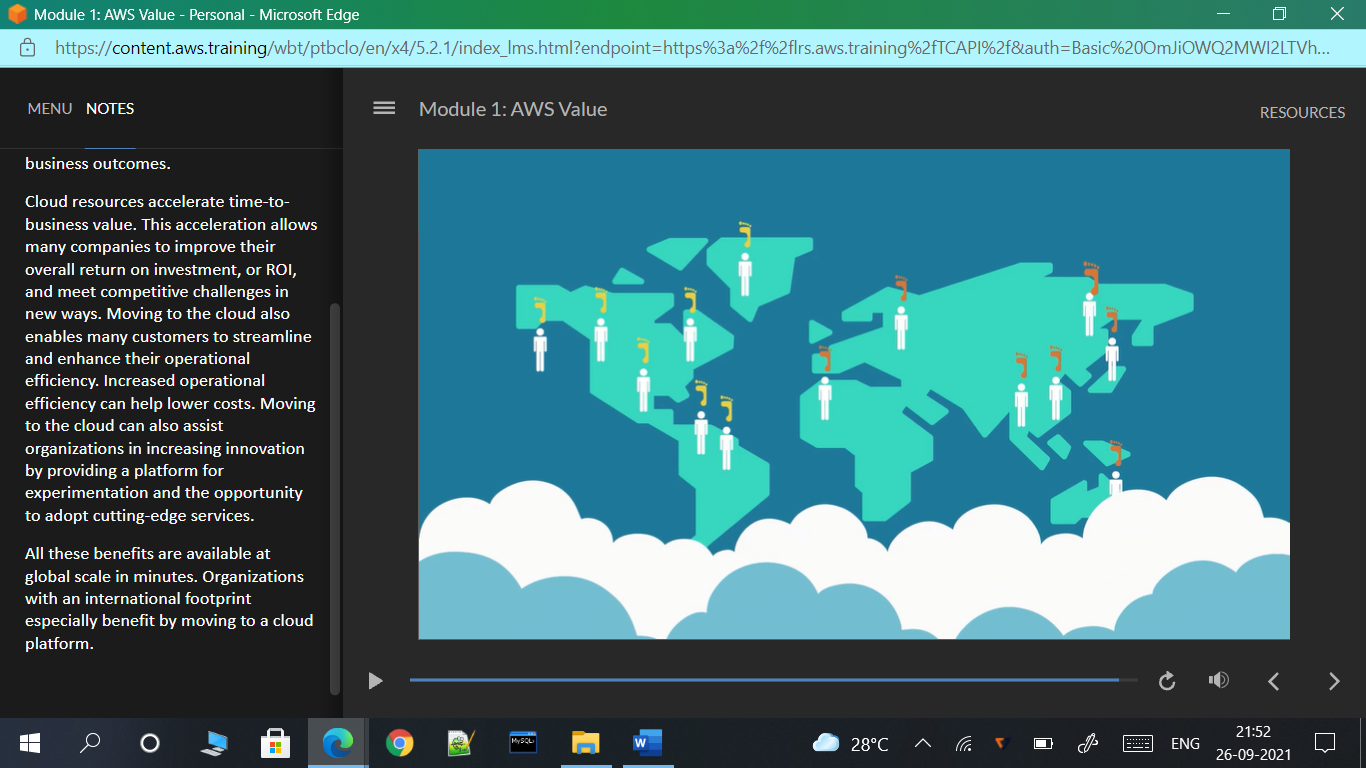 Module 1: AWS Value - Personal - Microsoft Edge
https://content.aws.training/wbt/ptbclo/en/x4/5.2.1/index_lms.html?endpoint=https%3a%2f%2flrs.aws.training%2fTCAPI%2f&auth=Basic%20OmJiOWQ2MWI2LTVh...
MENU NOTES
Module 1: AWS Value
RESOURCES
business outcomes.
Cloud resources accelerate time-to-
business value. This acceleration allows
many companies to improve their
overall return on investment, or ROI,
and meet competitive challenges in
new ways. Moving to the cloud also
enables many customers to streamline
and enhance their operational
efficiency. Increased operational
efficiency can help lower costs. Moving
to the cloud can also assist
organizations in increasing innovation
by providing a platform for
experimentation and the opportunity
to adopt cutting-edge services.
All these benefits are available at
global scale in minutes. Organizations
with an international footprint
especially benefit by moving to a cloud
platform.
MySQL
W
28°C
ENG
21:52
26-09-2021